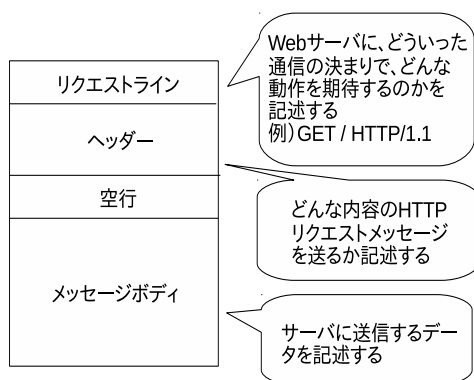 リクエストライン
ヘッダー
空行
メッセージボディ
Webサーバに、どういった
通信の決まりで、どんな
動作を期待するのかを
記述する
例）GET / HTTP/1.1
どんな内容のHTTP
リクエストメッセージ
を送るか記述する
サーバに送信するデー
タを記述する